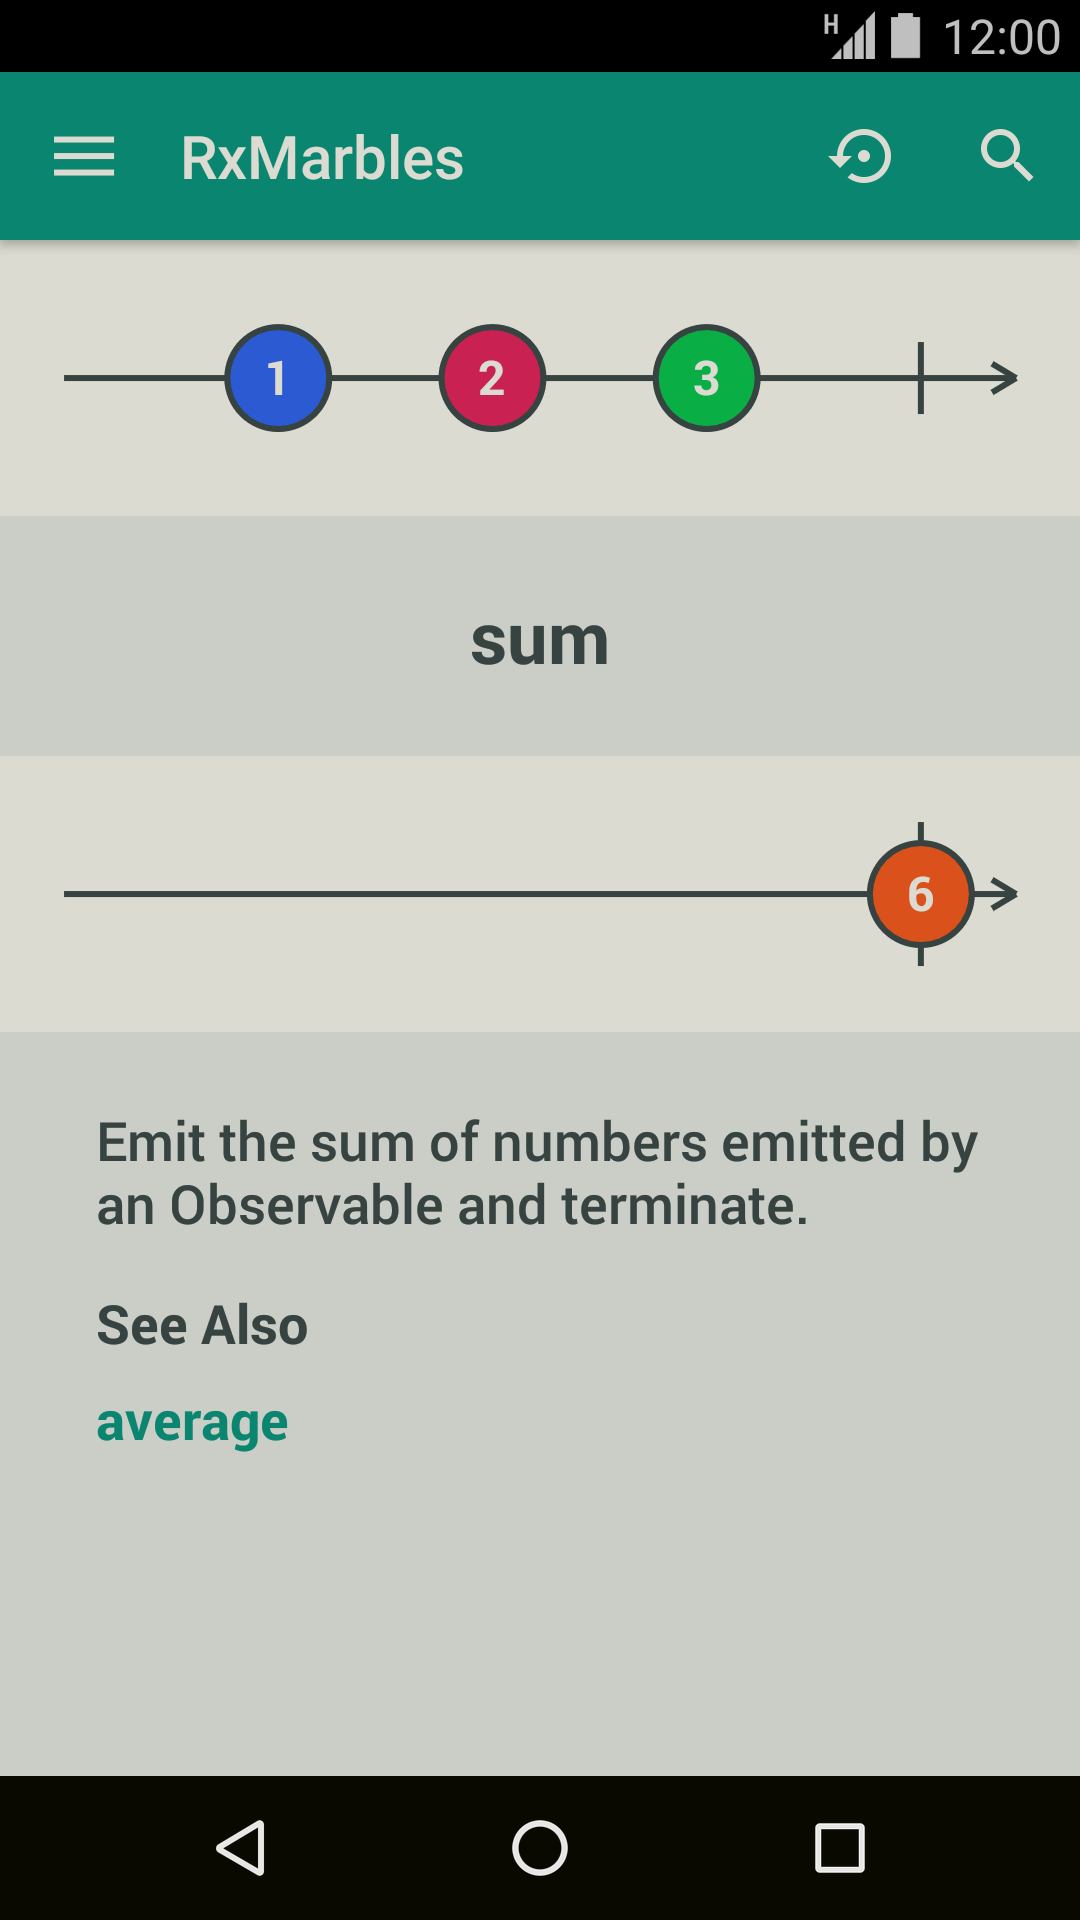 H 12:00
RxMarbles
1 2 3
sum
6
Emit the sum of numbers emitted by
an Observable and terminate.
See Also
average